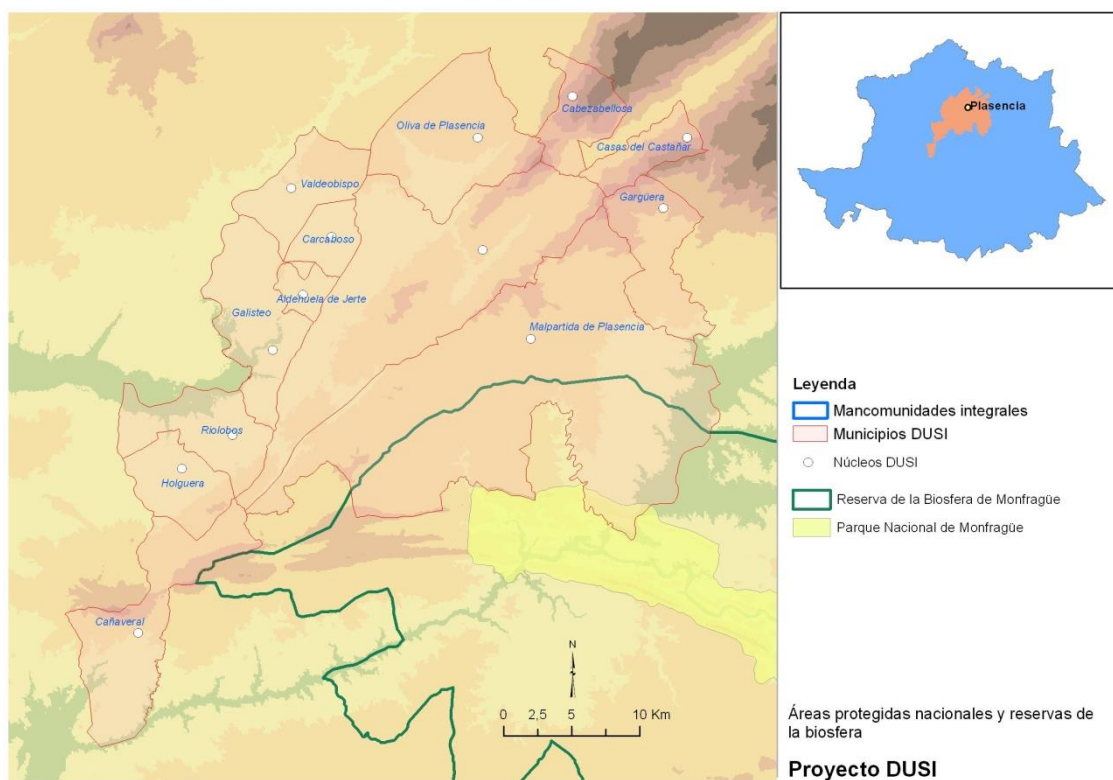 Cabezabellosa
Oliva de Plasencia
Casas del Castañar
Valdeobispo
Gargüera
Carcaboso
Aldehuela de Jerte
Galisteo
Malpartida de Plasencia
Riolobos
Holguera
Cañaveral
N
0 2,5 5 10 Km
Plasencia
Leyenda
Mancomunidades integrales
Municipios DUSI
Núcleos DUSI
Reserva de la Biosfera de Monfragüe
Parque Nacional de Monfragüe
Áreas protegidas nacionales y reservas de
la biosfera
Proyecto DUSI